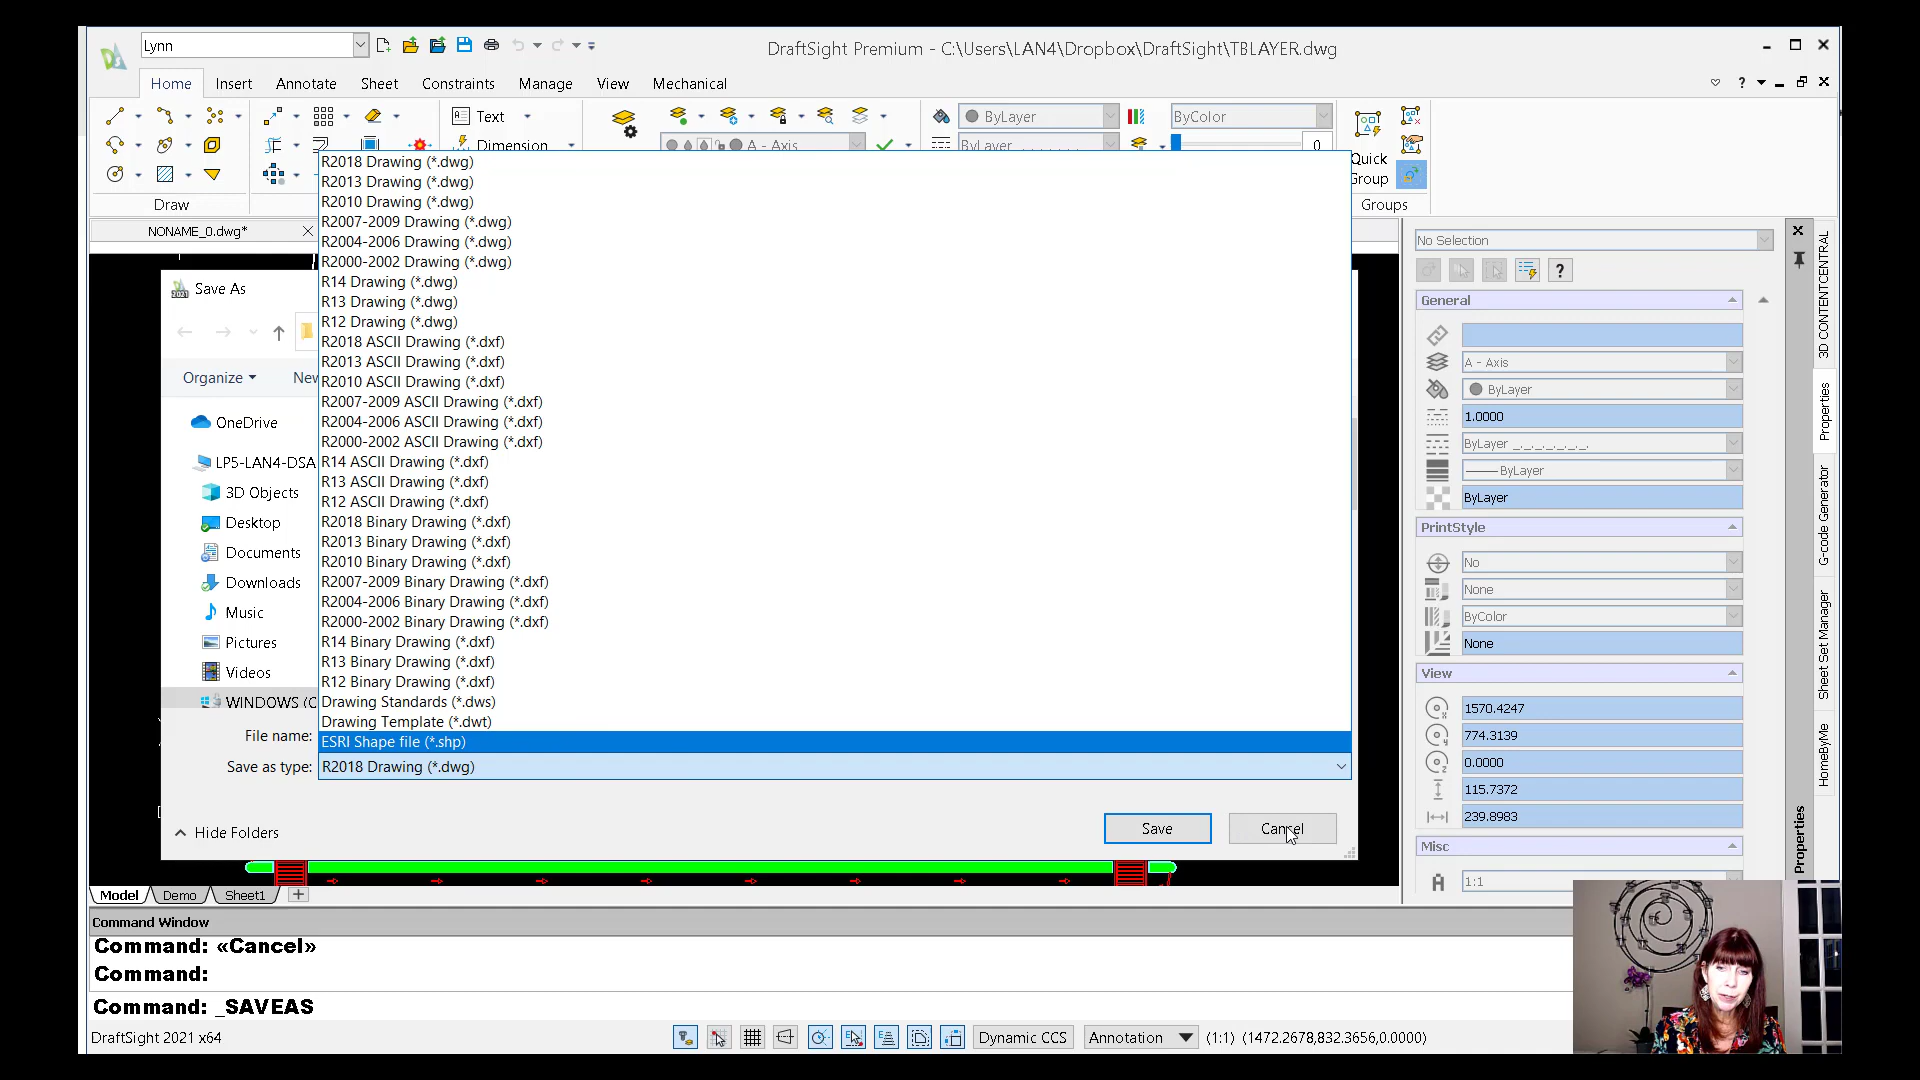 Lynn
DraftSight Premium - C:\Users\LAN4\Dropbox\DraftSight\TBLAYER.dwg
Home Insert Annotate Sheet Constraints Manage View Mechanical
Text
ByLayer
ByColor
Dimension
A - Axis
ByLayer
0
Quick
Group
Draw
Groups
NONAME_0.dwg*
Save As
Organize
OneDrive
LP5-LAN4-DSA
3D Objects
Desktop
Documents
Downloads
Music
Pictures
Videos
WINDOWS (C
R2018 Drawing (*.dwg)
R2013 Drawing (*.dwg)
R2010 Drawing (*.dwg)
R2007-2009 Drawing (*.dwg)
R2004-2006 Drawing (*.dwg)
R2000-2002 Drawing (*.dwg)
R14 Drawing (*.dwg)
R13 Drawing (*.dwg)
R12 Drawing (*.dwg)
R2018 ASCII Drawing (*.dxf)
R2013 ASCII Drawing (*.dxf)
R2010 ASCII Drawing (*.dxf)
R2007-2009 ASCII Drawing (*.dxf)
R2004-2006 ASCII Drawing (*.dxf)
R2000-2002 ASCII Drawing (*.dxf)
R14 ASCII Drawing (*.dxf)
R13 ASCII Drawing (*.dxf)
R12 ASCII Drawing (*.dxf)
R2018 Binary Drawing (*.dxf)
R2013 Binary Drawing (*.dxf)
R2010 Binary Drawing (*.dxf)
R2007-2009 Binary Drawing (*.dxf)
R2004-2006 Binary Drawing (*.dxf)
R2000-2002 Binary Drawing (*.dxf)
R14 Binary Drawing (*.dxf)
R13 Binary Drawing (*.dxf)
R12 Binary Drawing (*.dxf)
Drawing Standards (*.dws)
Drawing Template (*.dwt)
ESRI Shape file (*.shp)
File name:
Save as type: R2018 Drawing (*.dwg)
Hide Folders
Save
Cancel
No Selection
General
A - Axis
ByLayer
1.0000
ByLayer _._._._._._.
ByLayer
ByLayer
PrintStyle
No
None
ByColor
None
View
1570.4247
774.3139
0.0000
115.7372
239.8983
Misc
1:1
3D CONTENTCENTRAL
Properties
G-code Generator
Sheet Set Manager
HomeByMe
Properties
Model Demo Sheet1 +
Command Window
Command: «Cancel»
Command:
Command: _SAVEAS
DraftSight 2021 x64
Dynamic CCS
Annotation
(1:1) (1472.2678,832.3656,0.0000)